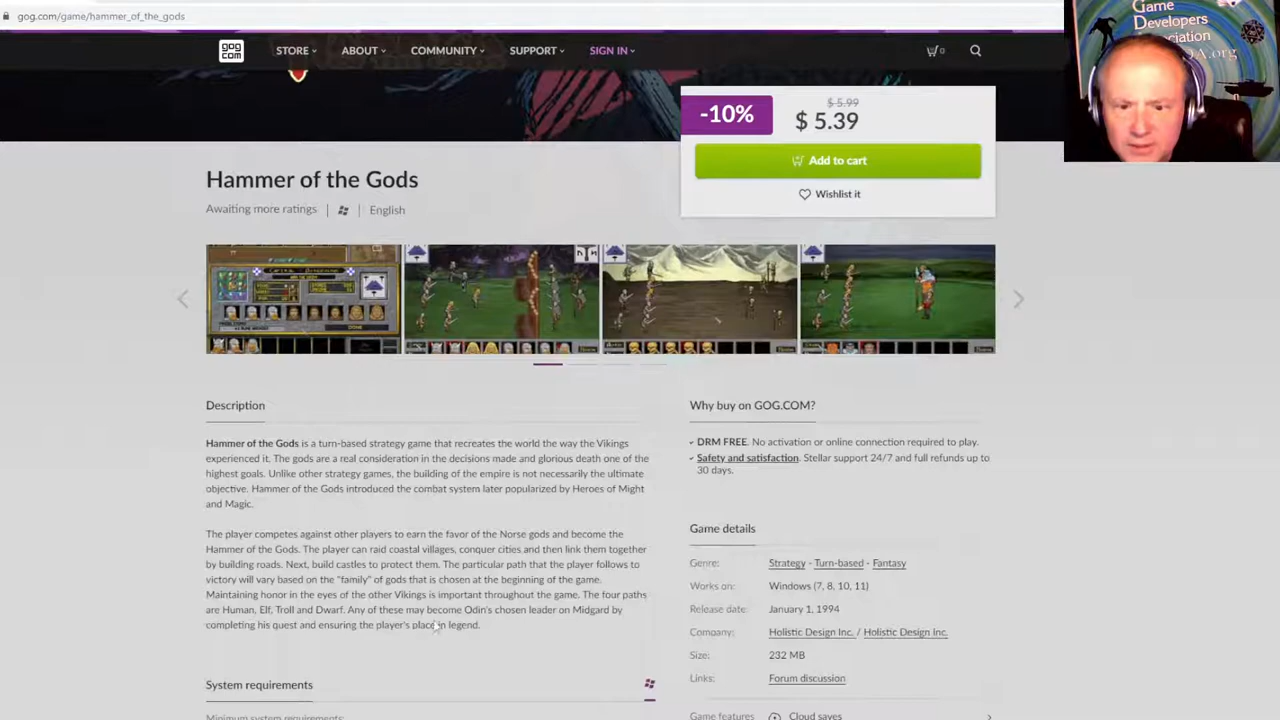 gog.com/game/hammer_of_the_gods
gog
com
STORE
ABOUT
COMMUNITY
SUPPORT
SIGN IN
0
Game
Developers
-10%
$ 5.99
$ 5.39
Add to cart
Wishlist it
Hammer of the Gods
Awaiting more ratings
English
Description
Hammer of the Gods is a turn-based strategy game that recreates the world the way the Vikings
experienced it. The gods are a real consideration in the decisions made and glorious death one of the
highest goals. Unlike other strategy games, the building of the empire is not necessarily the ultimate
objective. Hammer of the Gods introduced the combat system later popularized by Heroes of Might
and Magic.
The player competes against other players to earn the favor of the Norse gods and become the
Hammer of the Gods. The player can raid coastal villages, conquer cities and then link them together
by building roads. Next, build castles to protect them. The particular path that the player follows to
victory will vary based on the "family" of gods that is chosen at the beginning of the game.
Maintaining honor in the eyes of the other Vikings is important throughout the game. The four paths
are Human, Elf, Troll and Dwarf. Any of these may become Odin's chosen leader on Midgard by
completing his quest and ensuring the player's place in legend.
System requirements
Minimum system requirements:
Why buy on GOG.COM?
DRM FREE. No activation or online connection required to play.
Safety and satisfaction. Stellar support 24/7 and full refunds up to
30 days.
Game details
Genre: Strategy - Turn-based - Fantasy
Works on: Windows (7, 8, 10, 11)
Release date: January 1, 1994
Company: Holistic Design Inc. / Holistic Design Inc.
Size: 232 MB
Links: Forum discussion
Game features Cloud saves